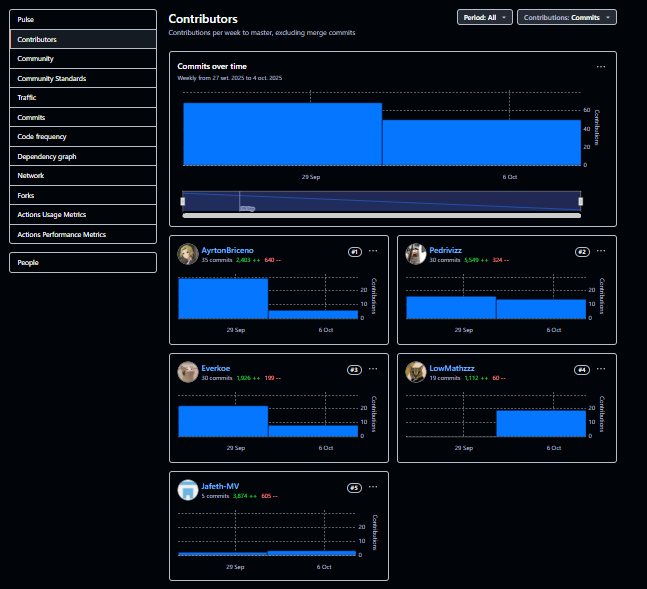 Pulse
Contributors
Community
Community Standards
Traffic
Commits
Code frequency
Dependency graph
Network
Forks
Actions Usage Metrics
Actions Performance Metrics
People
Contributors
Period: All
Contributions: Commits
Contributions per week to master, excluding merge commits
Commits over time
Weekly from 27 set. 2025 to 4 oct. 2025
60
40
20
0
Contributions
29 Sep
6 Oct
AyrtonBriceno
#1
35 commits 2,403 ++ 640 --
20
10
0
Contributions
29 Sep
6 Oct
Pedrivizz
#2
30 commits 5,549 ++ 324 --
20
10
0
Contributions
29 Sep
6 Oct
Everkoe
#3
30 commits 1,926 ++ 199 --
20
10
0
Contributions
29 Sep
6 Oct
LowMathzzz
#4
19 commits 1,112 ++ 60 --
20
10
0
Contributions
29 Sep
6 Oct
Jafeth-MV
#5
5 commits 3,874 ++ 605 --
20
10
0
Contributions
29 Sep
6 Oct